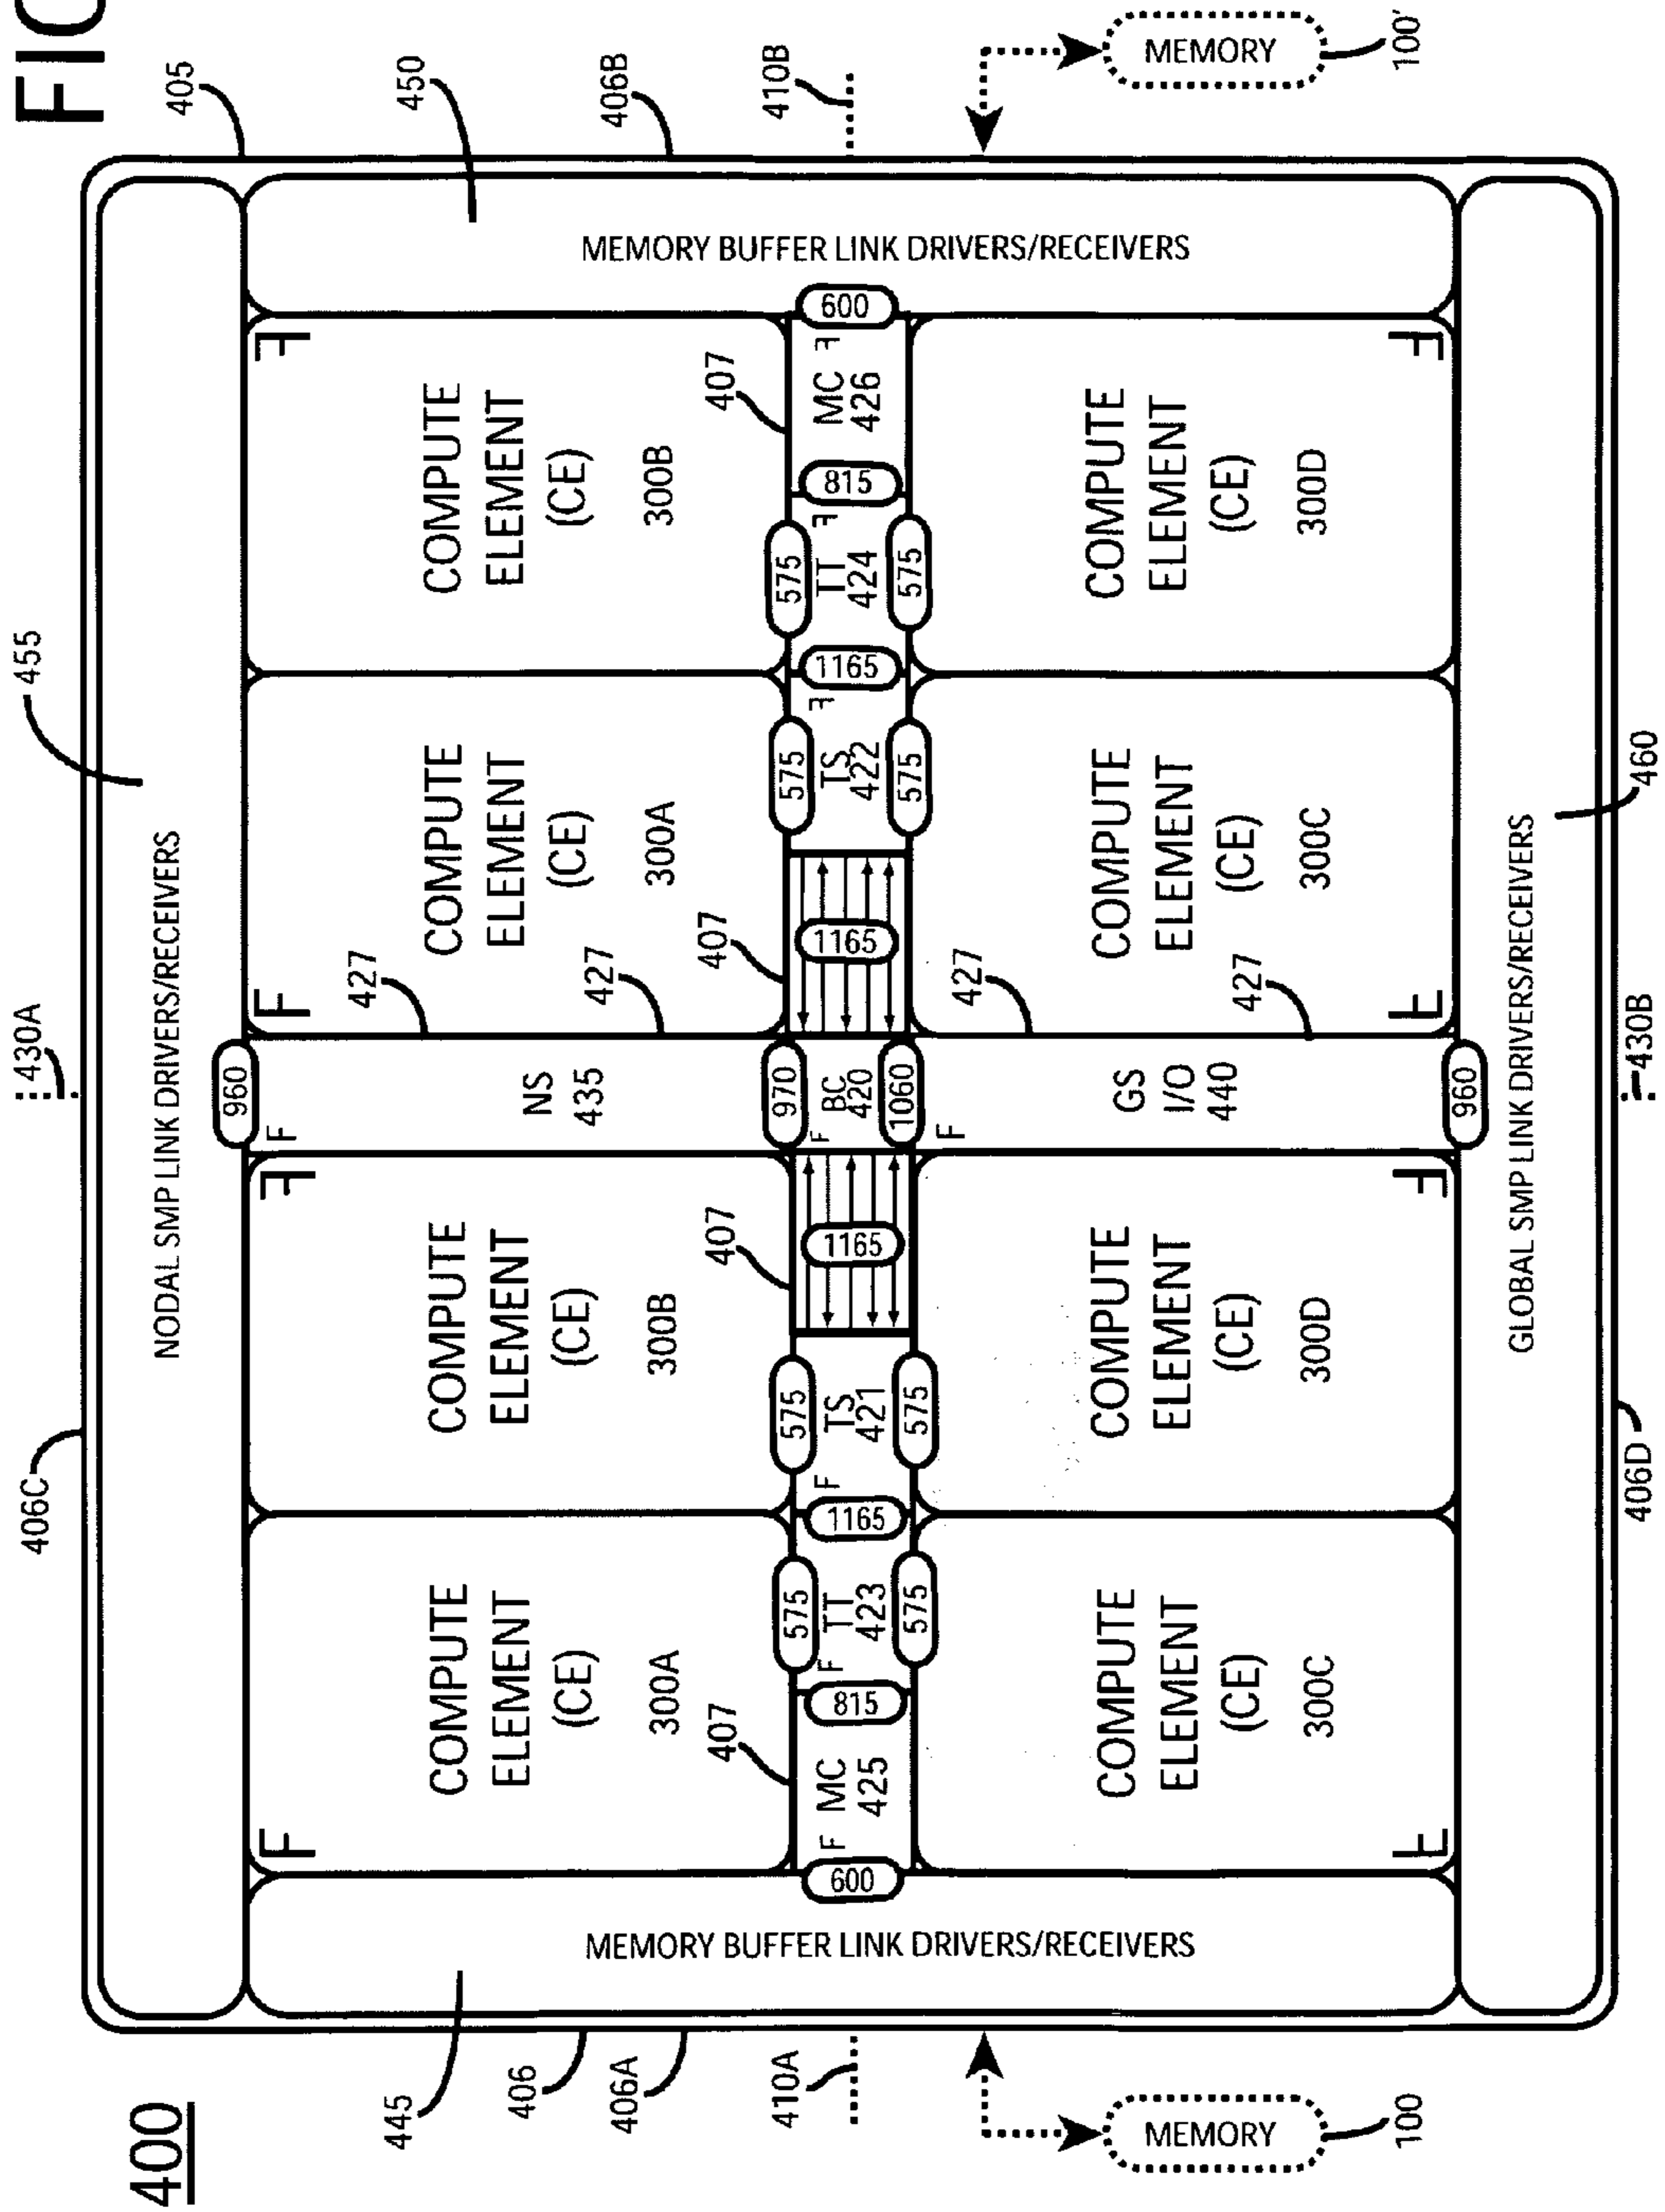 FIG
400
406C
430A
455
405
NODAL SMP LINK DRIVERS/RECEIVERS
960
445
450
427
F
F
F
F
F
COMPUTE
ELEMENT
(CE)
300A
COMPUTE
ELEMENT
(CE)
300B
NS
435
COMPUTE
ELEMENT
(CE)
300A
COMPUTE
ELEMENT
(CE)
300B
406
406A
427
406B
MEMORY BUFFER LINK DRIVERS/RECEIVERS
MEMORY BUFFER LINK DRIVERS/RECEIVERS
407
407
407
407
410A
410B
575
575
970
575
575
600
F
MC
425
815
F
TT
423
1165
F
TS
421
1165
F
BC
420
1165
F
TS
422
1165
F
TT
424
815
F
MC
426
600
575
575
1060
575
575
F
427
COMPUTE
ELEMENT
(CE)
300C
COMPUTE
ELEMENT
(CE)
300D
GS
I/O
440
COMPUTE
ELEMENT
(CE)
300C
COMPUTE
ELEMENT
(CE)
300D
427
MEMORY
MEMORY
F
F
F
F
100
100'
960
GLOBAL SMP LINK DRIVERS/RECEIVERS
406D
430B
460